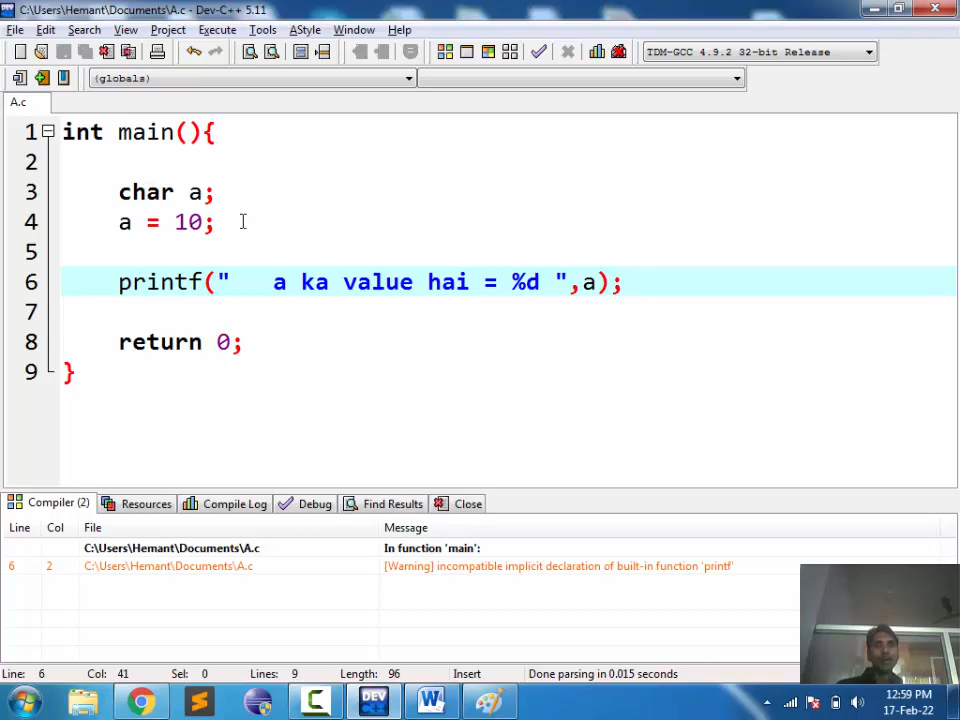 C:\Users\Hemant\Documents\A.c - Dev-C++ 5.11
File Edit Search View Project Execute Tools AStyle Window Help
TDM-GCC 4.9.2 32-bit Release
(globals)
A.c
1 int main(){
2
3 char a;
4 a = 10;
5
6 printf("   a ka value hai = %d ",a);
7
8 return 0;
9 }
Compiler (2) Resources Compile Log Debug Find Results Close
Line Col File Message
C:\Users\Hemant\Documents\A.c In function 'main':
6 2 C:\Users\Hemant\Documents\A.c [Warning] incompatible implicit declaration of built-in function 'printf'
Line: 6 Col: 41 Sel: 0 Lines: 9 Length: 96 Insert Done parsing in 0.015 seconds
DEV
12:59 PM
17-Feb-22